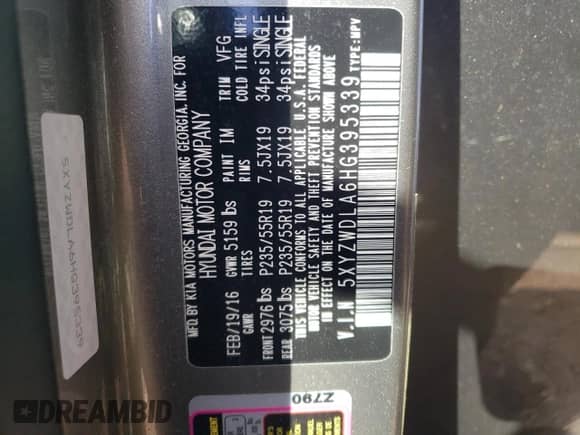 MFG BY KIA MOTORS MANUFACTURING GEORGIA, INC. FOR
HYUNDAI MOTOR COMPANY
FEB/19/16 GVWR 5159 lbs PAINT IM TRIM VFG
GAWR TIRES RIMS COLD TIRE INFL
FRONT 2976 lbs P235/55R19 7.5JX19 34psi SINGLE
REAR 3075 lbs P235/55R19 7.5JX19 34psi SINGLE
THIS VEHICLE CONFORMS TO ALL APPLICABLE U.S.A. FEDERAL
MOTOR VEHICLE SAFETY AND THEFT PREVENTION STANDARDS
IN EFFECT ON THE DATE OF MANUFACTURE SHOWN ABOVE
V.I.N 5XYZWDLA6HG395339 TYPE:MPV
5XYZWDLA6HG395339
Z790
DREAMBID